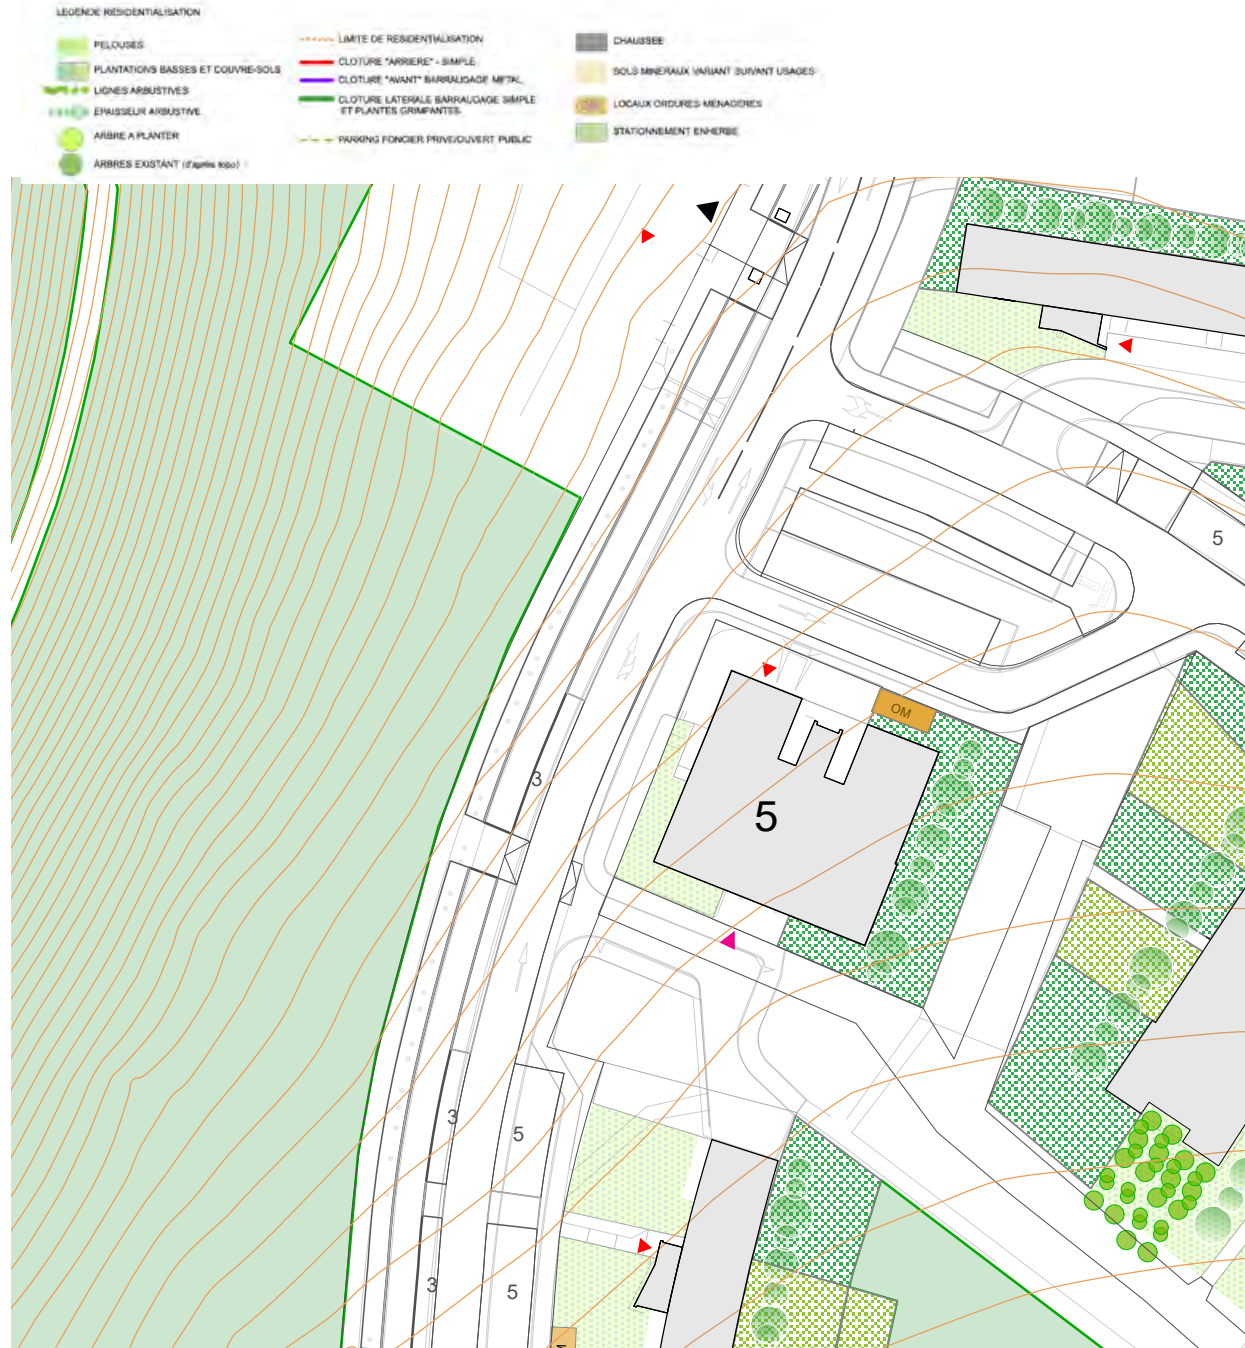 LEGENDE RESIDENTIALISATION
PELOUSES
PLANTATIONS BASSES ET COUVRE-SOLS
LIGNES ARBUSTIVES
EPAISSEUR ARBUSTIVE
ARBRE A PLANTER
ARBRES EXISTANT (d'après topo)
LIMITE DE RESIDENTIALISATION
CLOTURE "ARRIERE" - SIMPLE
CLOTURE "AVANT" BARRAUDAGE METAL
CLOTURE LATERALE BARRAUDAGE SIMPLE
ET PLANTES GRIMPANTES
PARKING FONCIER PRIVE/OUVERT PUBLIC
CHAUSSEE
SOLS MINERAUX VARIANT SUIVANT USAGES
OM
LOCAUX ORDURES MENAGERES
STATIONNEMENT ENHERBE
5
OM
3
5
3
5
3
5